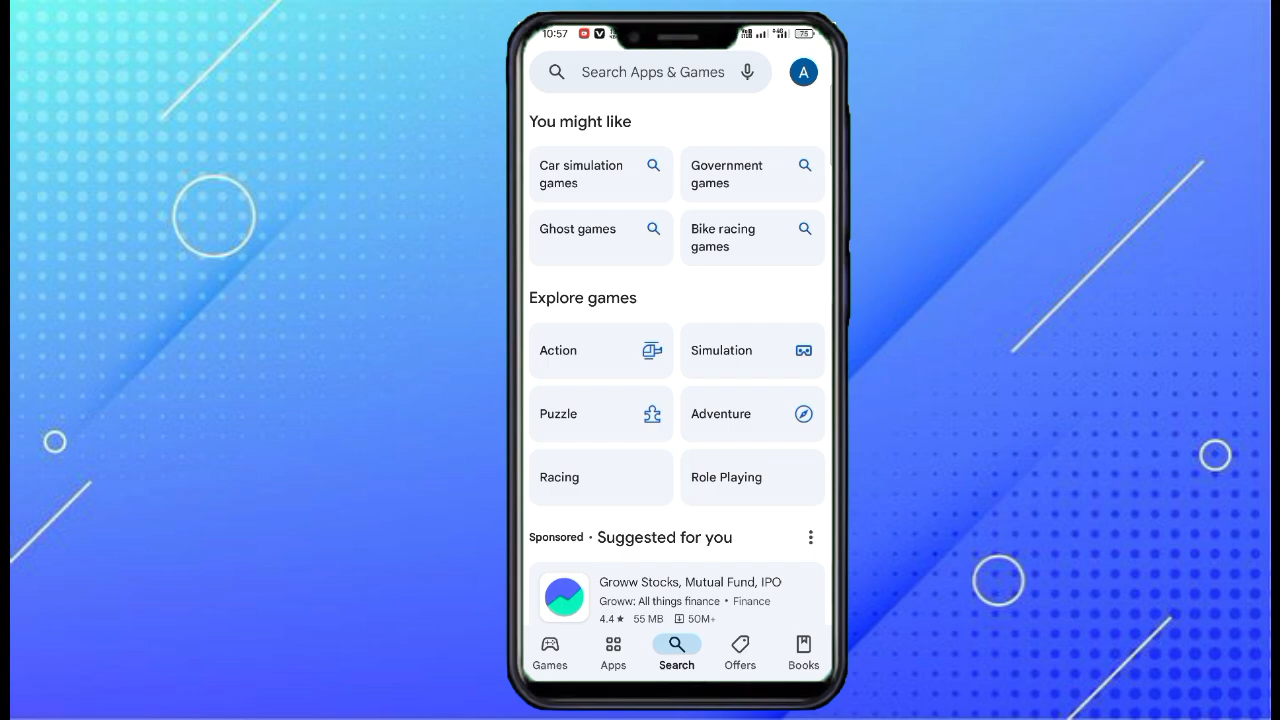 10:57
75
Search Apps & Games
A
You might like
Car simulation
games
Government
games
Ghost games
Bike racing
games
Explore games
Action
Simulation
Puzzle
Adventure
Racing
Role Playing
Sponsored • Suggested for you
Groww Stocks, Mutual Fund, IPO
Groww: All things finance • Finance
4.4★ 55 MB 50M+
Games
Apps
Search
Offers
Books